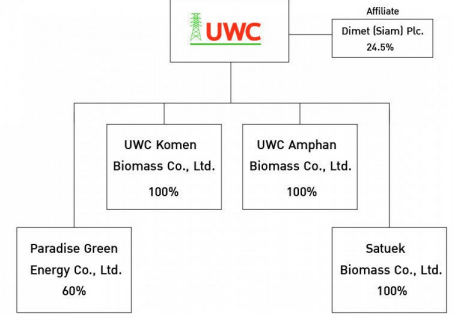 UWC
Affiliate
Dimet (Siam) Plc.
24.5%
UWC Komen
Biomass Co., Ltd.
100%
UWC Amphan
Biomass Co., Ltd.
100%
Paradise Green
Energy Co., Ltd.
60%
Satuek
Biomass Co., Ltd.
100%